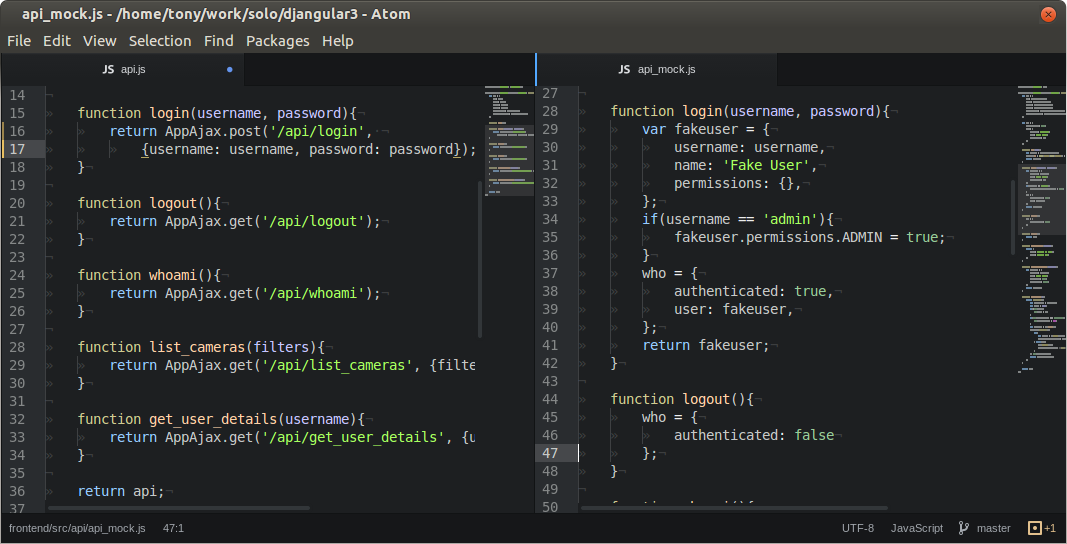 api_mock.js - /home/tony/work/solo/djangular3 - Atom
File Edit View Selection Find Packages Help
JS api.js
14
15 function login(username, password){
16 return AppAjax.post('/api/login',
17 {username: username, password: password});
18 }
19
20 function logout(){
21 return AppAjax.get('/api/logout');
22 }
23
24 function whoami(){
25 return AppAjax.get('/api/whoami');
26 }
27
28 function list_cameras(filters){
29 return AppAjax.get('/api/list_cameras', {filte
30 }
31
32 function get_user_details(username){
33 return AppAjax.get('/api/get_user_details', {u
34 }
35
36 return api;
37
JS api_mock.js
27
28 function login(username, password){
29 var fakeuser = {
30 username: username,
31 name: 'Fake User',
32 permissions: {},
33 };
34 if(username == 'admin'){
35 fakeuser.permissions.ADMIN = true;
36 }
37 who = {
38 authenticated: true,
39 user: fakeuser,
40 };
41 return fakeuser;
42 }
43
44 function logout(){
45 who = {
46 authenticated: false
47 };
48 }
49
50
frontend/src/api/api_mock.js 47:1 UTF-8 JavaScript master +1